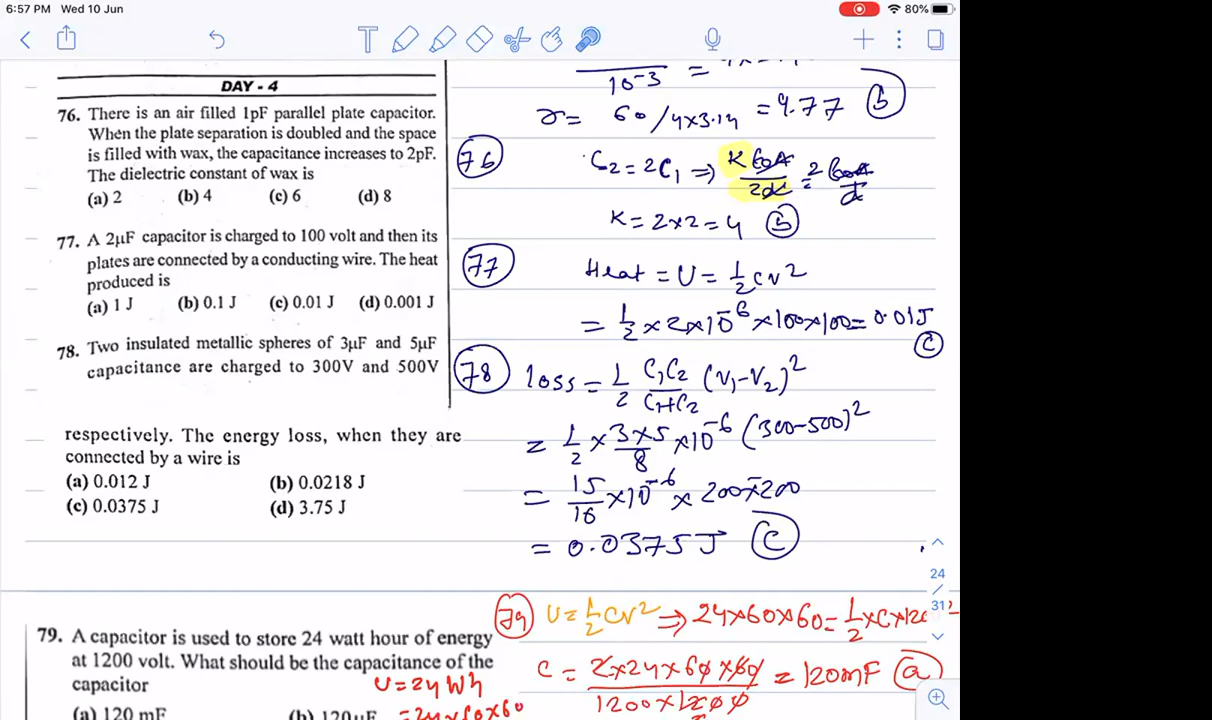 6:57 PM Wed 10 Jun
80%
DAY - 4
76. There is an air filled 1pF parallel plate capacitor.
When the plate separation is doubled and the space
is filled with wax, the capacitance increases to 2pF.
The dielectric constant of wax is
(a) 2 (b) 4 (c) 6 (d) 8
77. A 2μF capacitor is charged to 100 volt and then its
plates are connected by a conducting wire. The heat
produced is
(a) 1 J (b) 0.1 J (c) 0.01 J (d) 0.001 J
78. Two insulated metallic spheres of 3μF and 5μF
capacitance are charged to 300V and 500V
respectively. The energy loss, when they are
connected by a wire is
(a) 0.012 J (b) 0.0218 J
(c) 0.0375 J (d) 3.75 J
10⁻³ =
r = 60/4×3.14 = 4.77 (b)
76 C₂ = 2C₁ ⇒ Kε₀A/2d = 2ε₀A/d
K = 2×2 = 4 (b)
77 Heat = U = 1/2 CV²
= 1/2 × 2×10⁻⁶ ×100×100 = 0.01J
(C)
78 loss = 1/2 C₁C₂/C₁+C₂ (V₁-V₂)²
= 1/2 × 3×5/8 ×10⁻⁶ (300-500)²
= 15/16 ×10⁻⁶ × 200×200
= 0.0375 J (C)
24
/
31
79. A capacitor is used to store 24 watt hour of energy
at 1200 volt. What should be the capacitance of the
capacitor
U = 24 Wh
(a) 120 mF (b) 120μF
= 24×60×60
79 U = 1/2 CV² ⇒ 24×60×60 = 1/2 × C×120
C = 2×24×60×60/1200×1200 = 120mF (a)